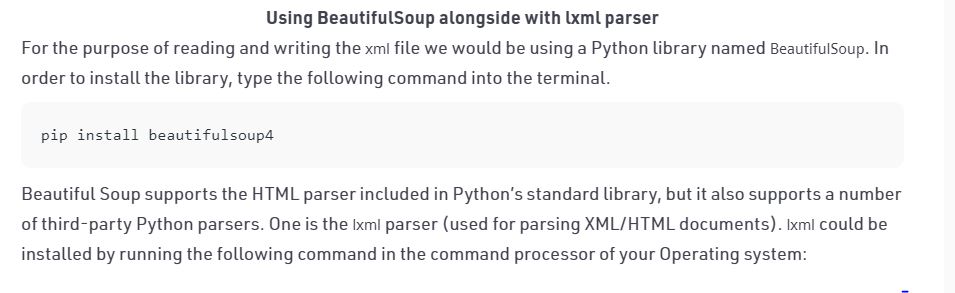 Using BeautifulSoup alongside with lxml parser
For the purpose of reading and writing the xml file we would be using a Python library named BeautifulSoup. In
order to install the library, type the following command into the terminal.
pip install beautifulsoup4
Beautiful Soup supports the HTML parser included in Python’s standard library, but it also supports a number
of third-party Python parsers. One is the lxml parser (used for parsing XML/HTML documents). lxml could be
installed by running the following command in the command processor of your Operating system: